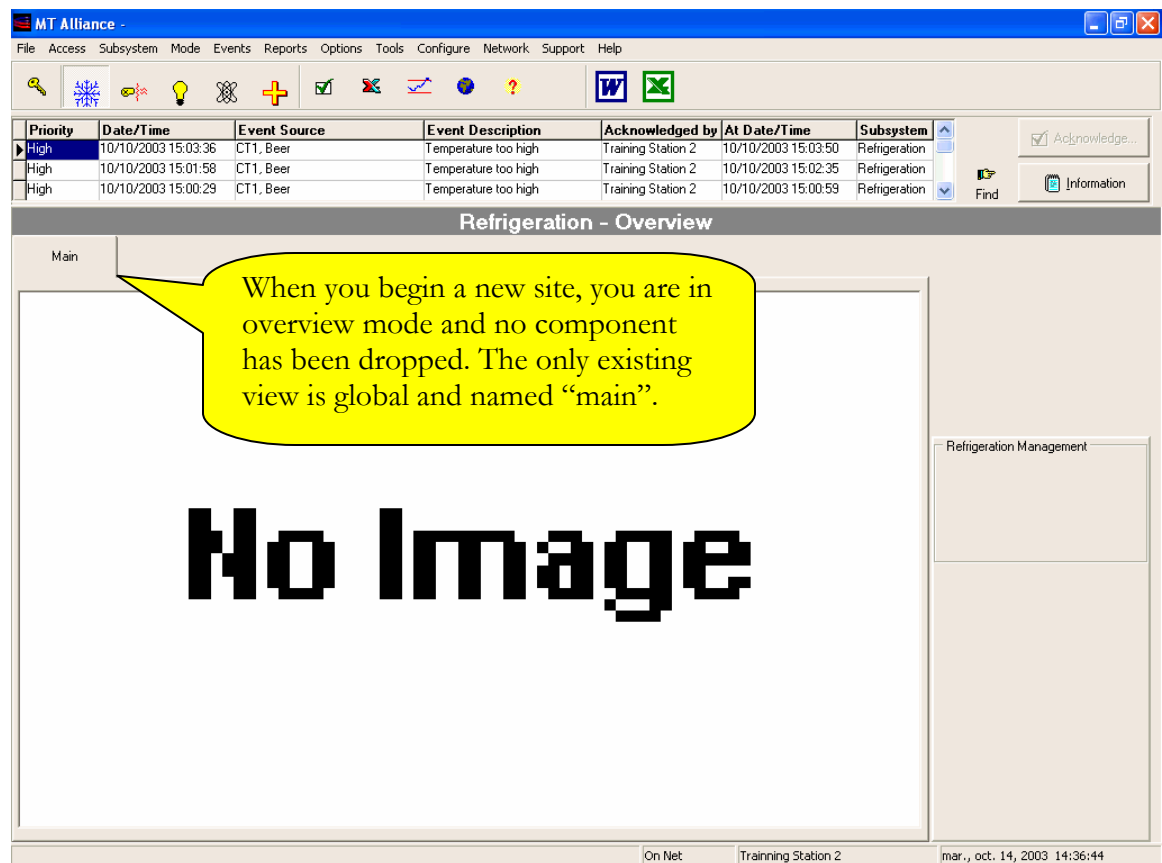 MT Alliance -
File Access Subsystem Mode Events Reports Options Tools Configure Network Support Help
Priority Date/Time Event Source Event Description Acknowledged by At Date/Time Subsystem
High 10/10/2003 15:03:36 CT1, Beer Temperature too high Training Station 2 10/10/2003 15:03:50 Refrigeration
High 10/10/2003 15:01:58 CT1, Beer Temperature too high Training Station 2 10/10/2003 15:02:35 Refrigeration
High 10/10/2003 15:00:29 CT1, Beer Temperature too high Training Station 2 10/10/2003 15:00:59 Refrigeration
Find
Acknowledge...
Information
Refrigeration - Overview
Main
When you begin a new site, you are in
overview mode and no component
has been dropped. The only existing
view is global and named “main”.
Refrigeration Management
No Image
On Net Trainning Station 2 mar., oct. 14, 2003 14:36:44